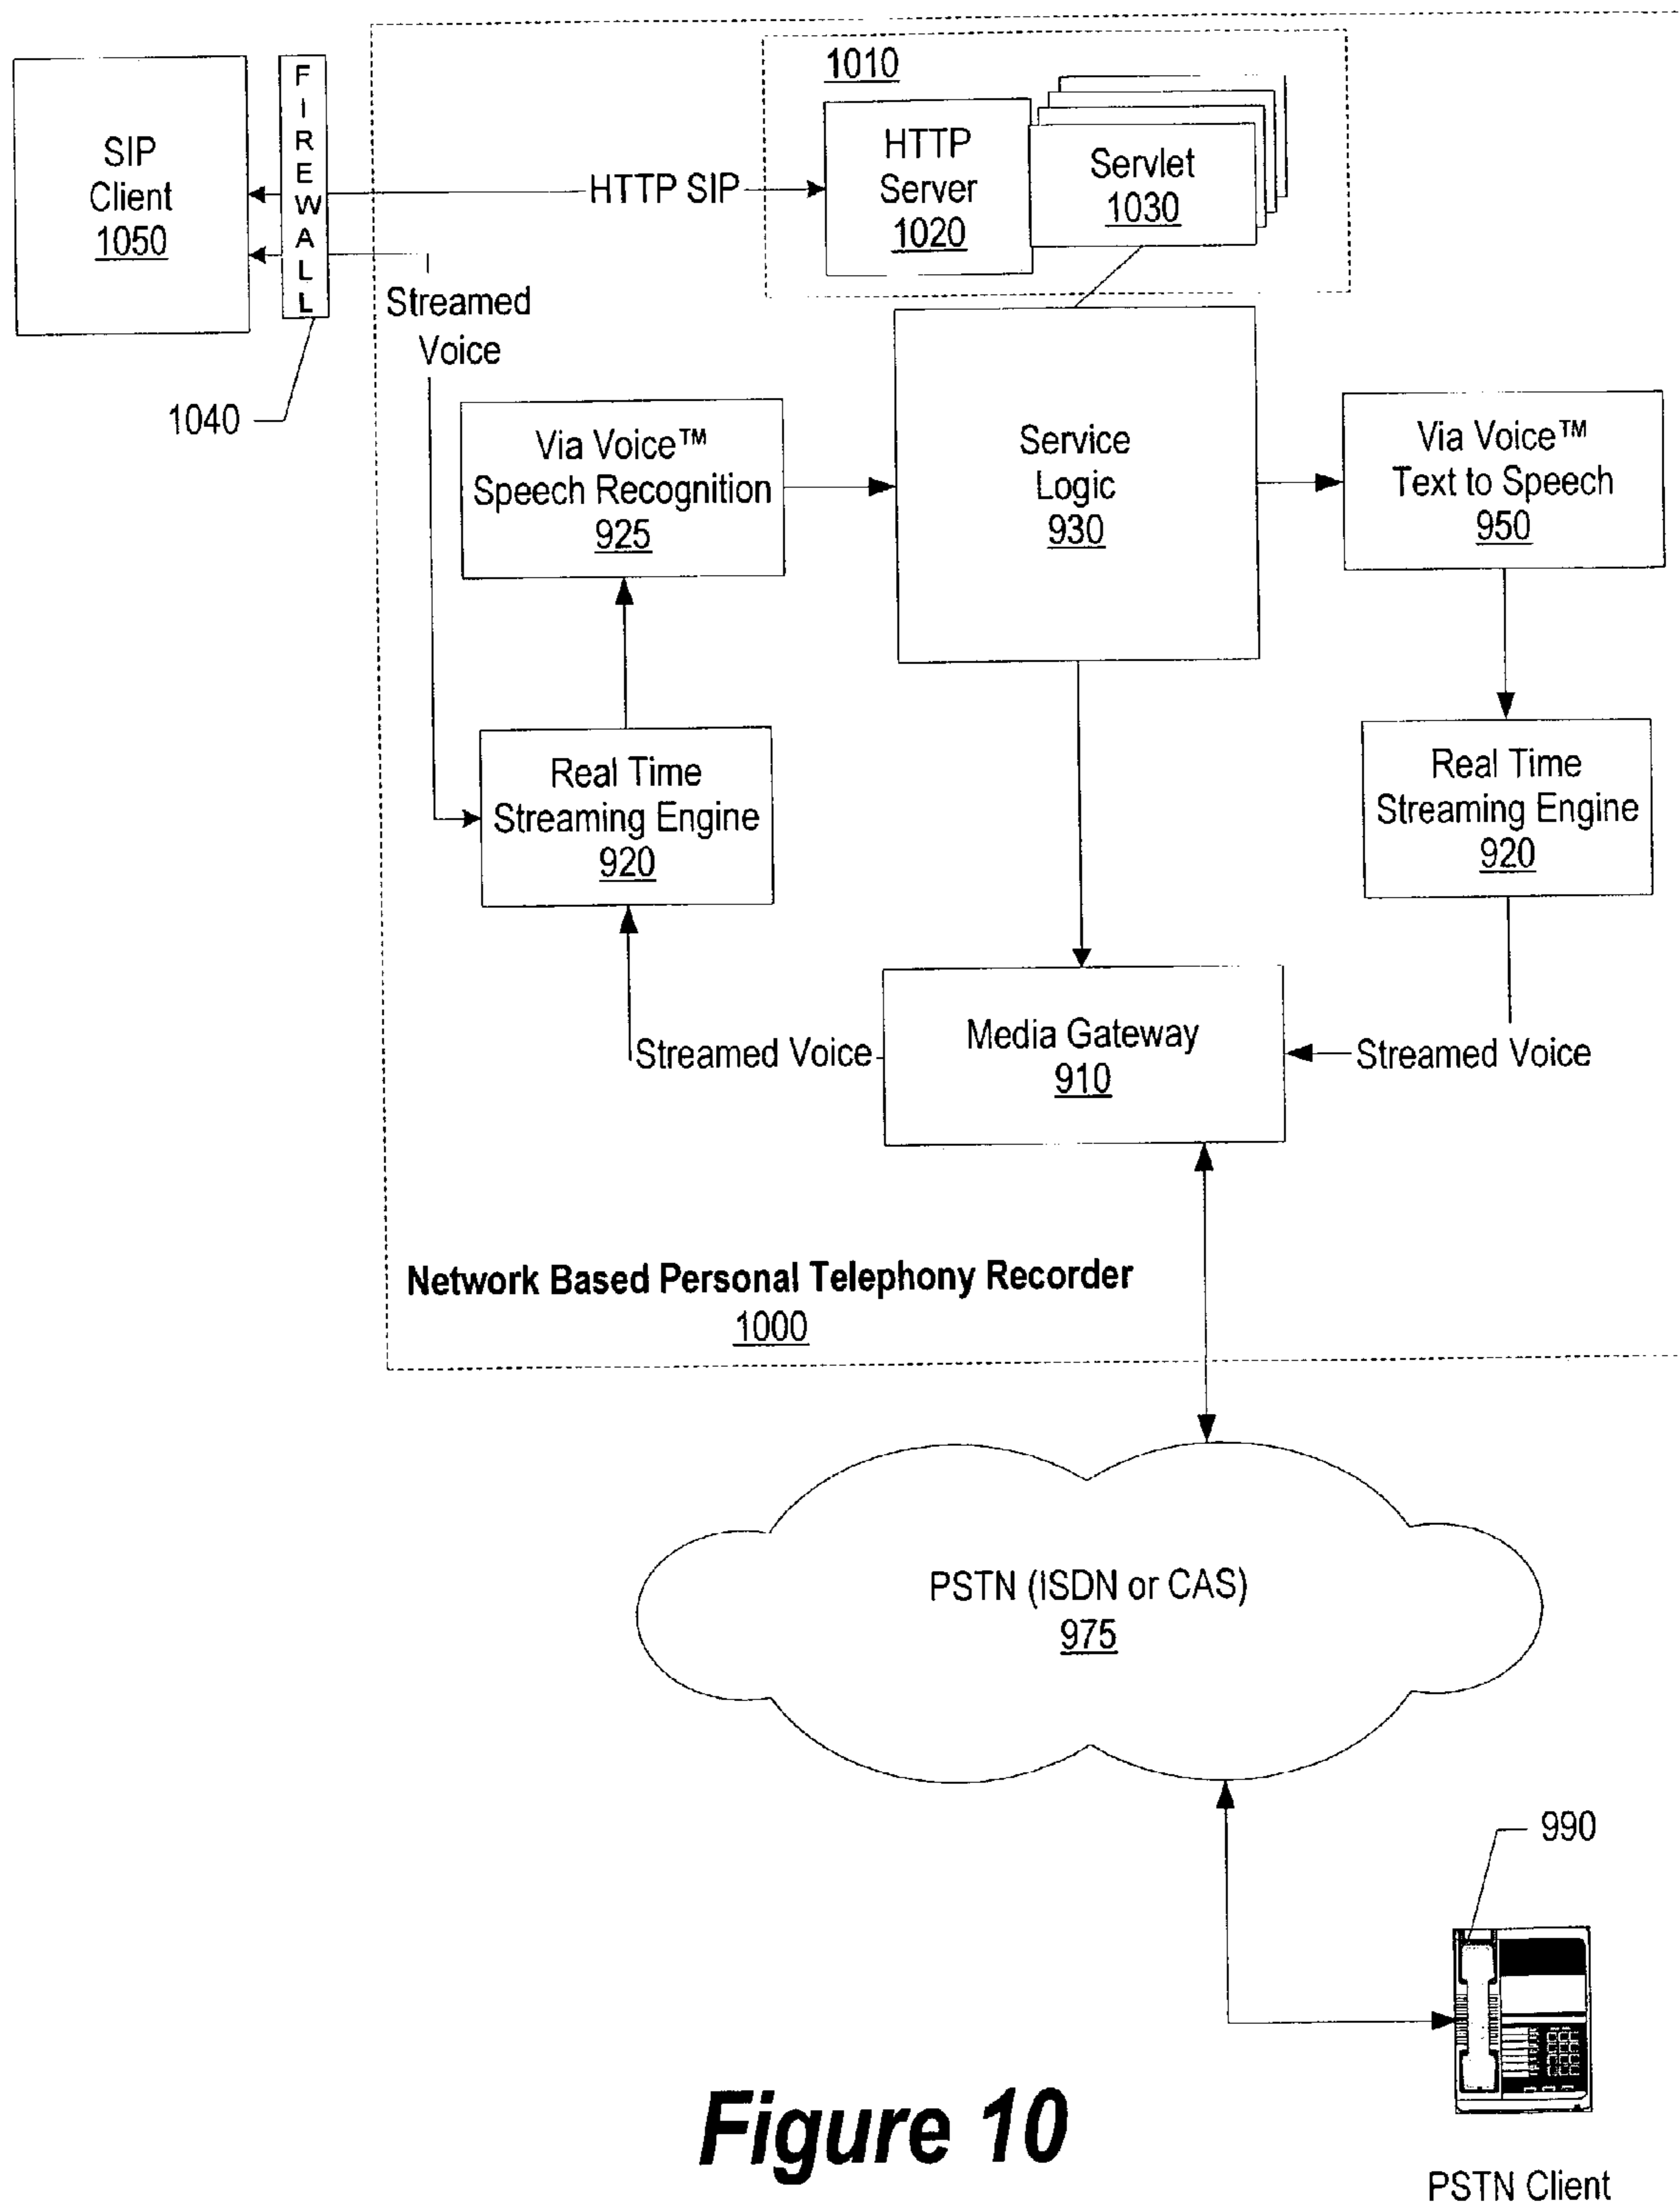 SIP
Client
1050
FIREWALL
1040
HTTP SIP
Streamed
Voice
1010
HTTP
Server
1020
Servlet
1030
Via Voice™
Speech Recognition
925
Service
Logic
930
Via Voice™
Text to Speech
950
Real Time
Streaming Engine
920
Real Time
Streaming Engine
920
Streamed Voice
Media Gateway
910
Streamed Voice
Network Based Personal Telephony Recorder
1000
PSTN (ISDN or CAS)
975
990
PSTN Client
Figure 10